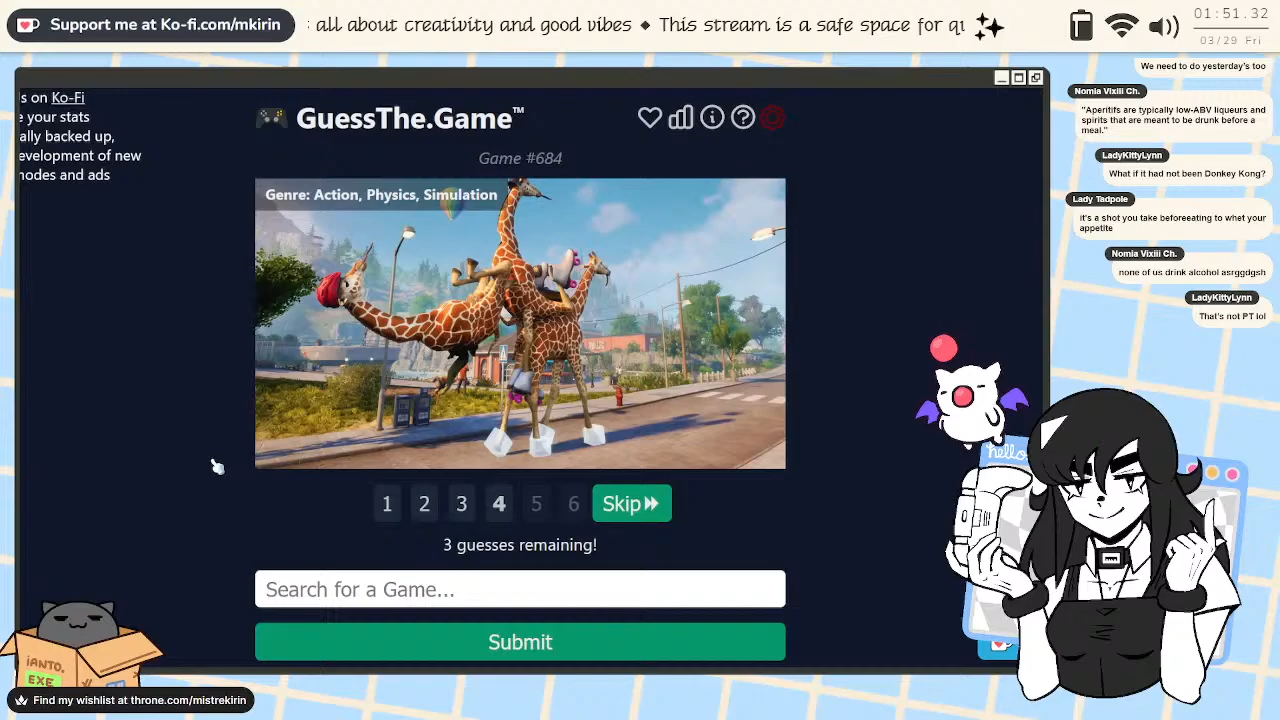 Support me at Ko-fi.com/mkirin
all about creativity and good vibes ◆ This stream is a safe space for qu
01:51.32
03/29 Fri
s on Ko-Fi
e your stats
ally backed up,
evelopment of new
nodes and ads
GuessThe.Game™
Game #684
Genre: Action, Physics, Simulation
1 2 3 4 5 6 Skip
3 guesses remaining!
Search for a Game...
Submit
We need to do yesterday's too
Nomia Vixiii Ch.
"Aperitifs are typically low-ABV liqueurs and
spirits that are meant to be drunk before a
meal."
LadyKittyLynn
What if it had not been Donkey Kong?
Lady Tadpole
it's a shot you take beforeeating to whet your
appetite
Nomia Vixiii Ch.
none of us drink alcohol asrggdgsh
LadyKittyLynn
That's not PT lol
hello
iANTO.
EXE
Find my wishlist at throne.com/mistrekirin